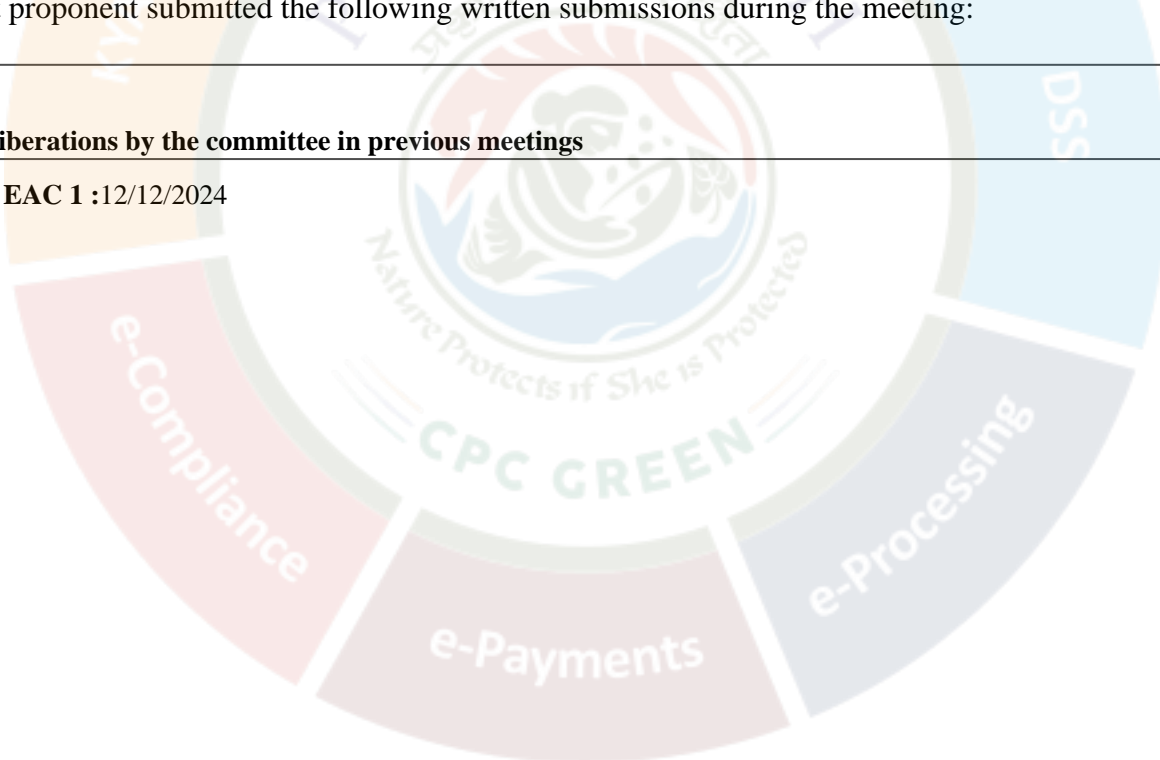 proponent submitted the following written submissions during the meeting:
iberations by the committee in previous meetings
EAC 1 :12/12/2024
KYA
DSS
Nature Protects if She is Protected
CPC GREEN
e-Compliance
e-Processing
e-Payments